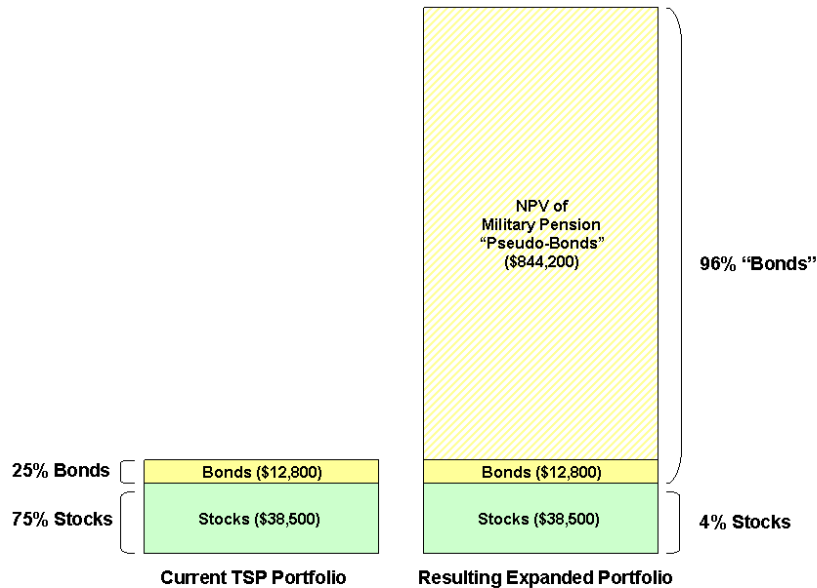 NPV of
Military Pension
“Pseudo-Bonds”
($844,200)
96% “Bonds”
25% Bonds
Bonds ($12,800)
Bonds ($12,800)
75% Stocks
Stocks ($38,500)
Stocks ($38,500)
4% Stocks
Current TSP Portfolio
Resulting Expanded Portfolio